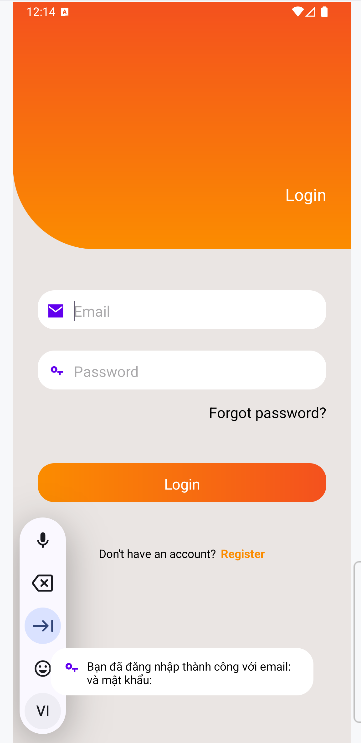 12:14
Login
Email
Password
Forgot password?
Login
Don't have an account? Register
Bạn đã đăng nhập thành công với email:
và mật khẩu:
VI